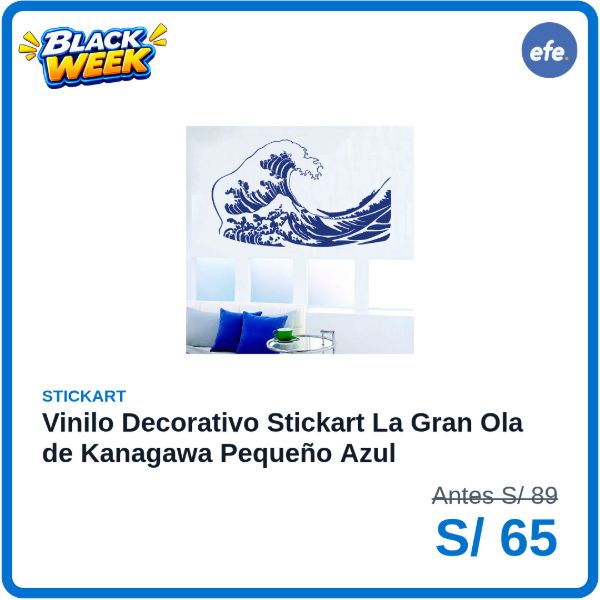 BLACK
WEEK
efe.
STICKART
Vinilo Decorativo Stickart La Gran Ola
de Kanagawa Pequeño Azul
Antes S/ 89
S/ 65